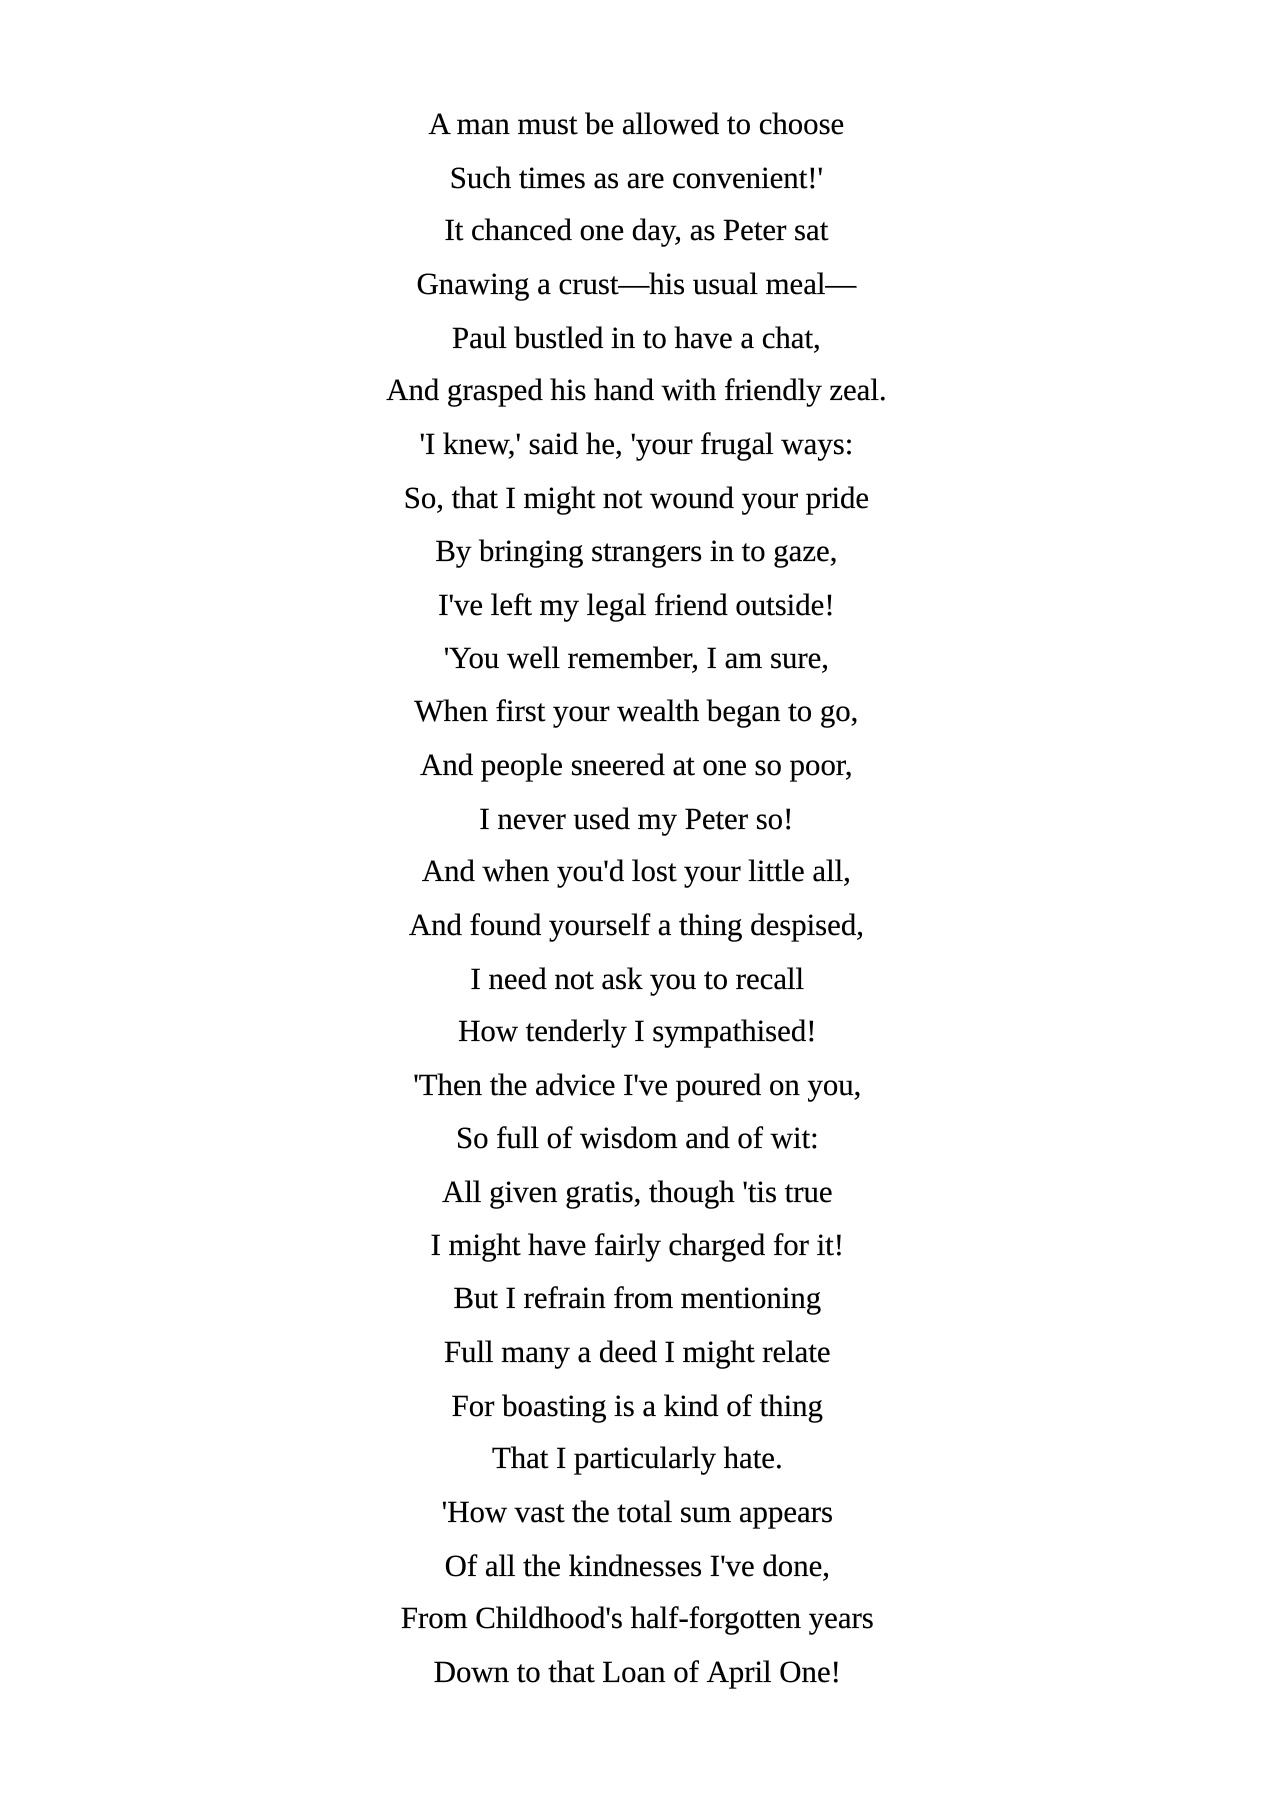 A man must be allowed to choose
Such times as are convenient!'
It chanced one day, as Peter sat
Gnawing a crust—his usual meal—
Paul bustled in to have a chat,
And grasped his hand with friendly zeal.
'I knew,' said he, 'your frugal ways:
So, that I might not wound your pride
By bringing strangers in to gaze,
I've left my legal friend outside!
'You well remember, I am sure,
When first your wealth began to go,
And people sneered at one so poor,
I never used my Peter so!
And when you'd lost your little all,
And found yourself a thing despised,
I need not ask you to recall
How tenderly I sympathised!
'Then the advice I've poured on you,
So full of wisdom and of wit:
All given gratis, though 'tis true
I might have fairly charged for it!
But I refrain from mentioning
Full many a deed I might relate
For boasting is a kind of thing
That I particularly hate.
'How vast the total sum appears
Of all the kindnesses I've done,
From Childhood's half-forgotten years
Down to that Loan of April One!